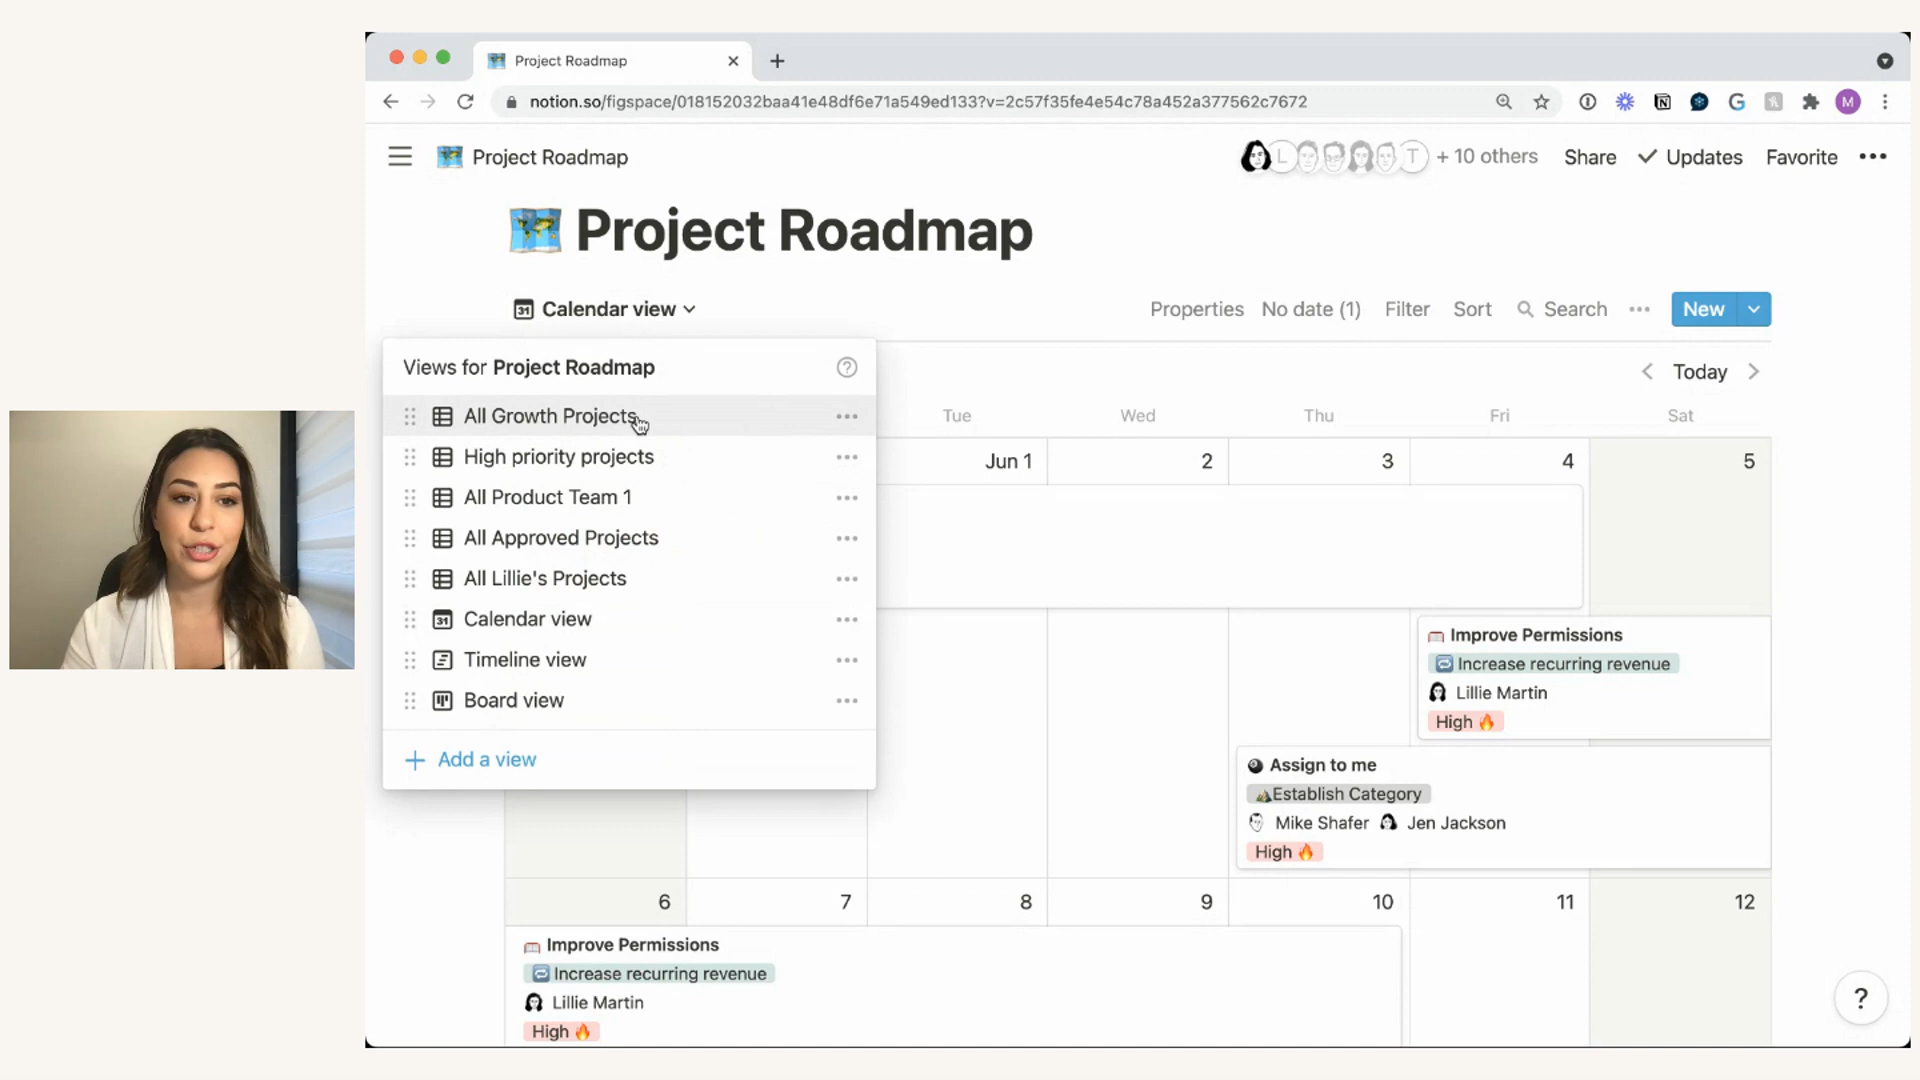 Project Roadmap
notion.so/figspace/018152032baa41e48df6e71a549ed133?v=2c57f35fe4e54c78a452a377562c7672
M
Project Roadmap
L
T
+ 10 others
Share
Updates
Favorite
Project Roadmap
31 Calendar view
Properties
No date (1)
Filter
Sort
Search
New
Views for Project Roadmap
All Growth Projects
High priority projects
All Product Team 1
All Approved Projects
All Lillie's Projects
31 Calendar view
Timeline view
Board view
Add a view
Today
Tue
Wed
Thu
Fri
Sat
Jun 1
2
3
4
5
Improve Permissions
Increase recurring revenue
Lillie Martin
High
Assign to me
Establish Category
Mike Shafer Jen Jackson
High
6
7
8
9
10
11
12
Improve Permissions
Increase recurring revenue
Lillie Martin
High
?